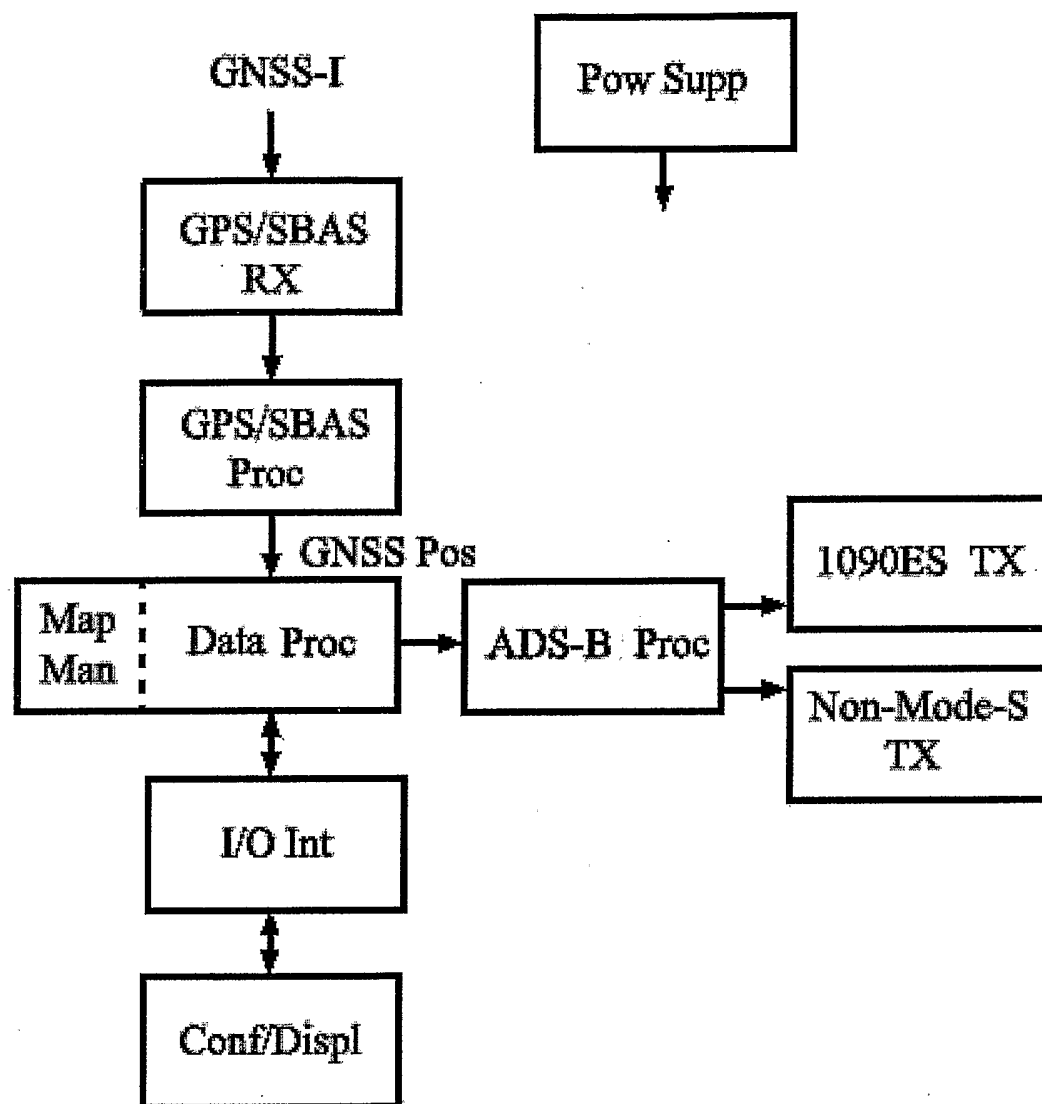 GNSS-I
Pow Supp
GPS/SBAS
RX
GPS/SBAS
Proc
GNSS Pos
Map
Man
Data Proc
ADS-B Proc
1090ES TX
Non-Mode-S
TX
I/O Int
Conf/Displ